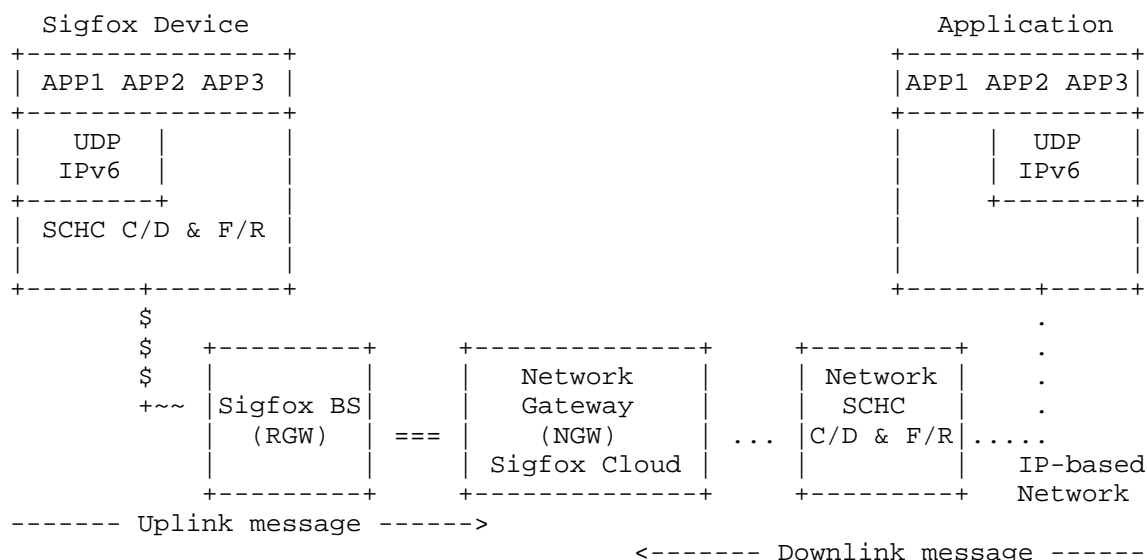 Sigfox Device                                           Application
+----------------+                                     +--------------+
| APP1 APP2 APP3 |                                     |APP1 APP2 APP3|
+----------------+                                     +--------------+
|   UDP  |       |                                     |     |  UDP   |
|  IPv6  |       |                                     |     | IPv6   |
+--------+       |                                     |     +--------+
| SCHC C/D & F/R |                                     |              |
|                |                                     |              |
+-------+--------+                                     +--------+-----+
        $                                                       .
        $   +---------+     +--------------+     +---------+    .
        $   |         |     |   Network    |     | Network |    .
        +~~ |Sigfox BS|     |   Gateway    |     |  SCHC   |    .
            |  (RGW)  | === |    (NGW)     | ... |C/D & F/R|.....
            |         |     | Sigfox Cloud |     |         |   IP-based
            +---------+     +--------------+     +---------+   Network
------- Uplink message ------>
                                       <------- Downlink message ------